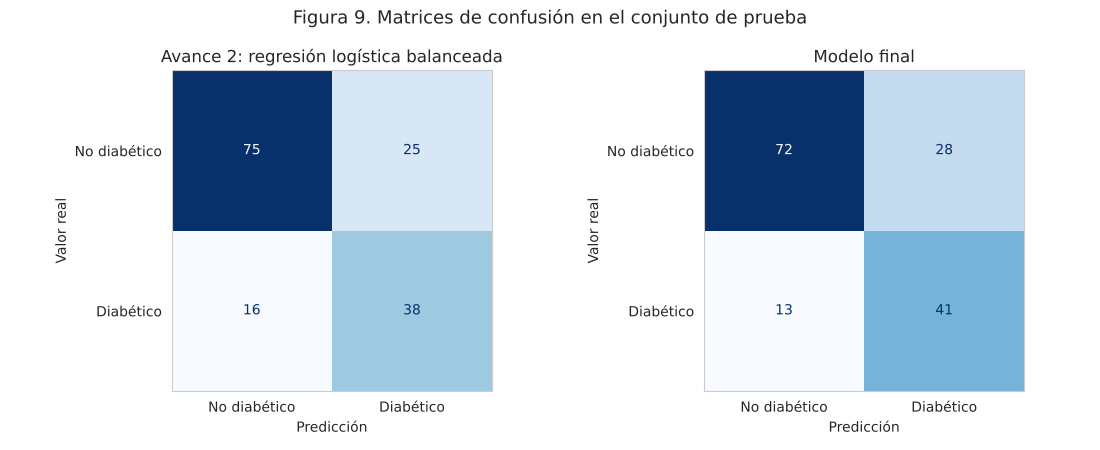 Figura 9. Matrices de confusión en el conjunto de prueba
Avance 2: regresión logística balanceada
No diabético
75
25
Valor real
Diabético
16
38
No diabético
Diabético
Predicción
Modelo final
No diabético
72
28
Valor real
Diabético
13
41
No diabético
Diabético
Predicción